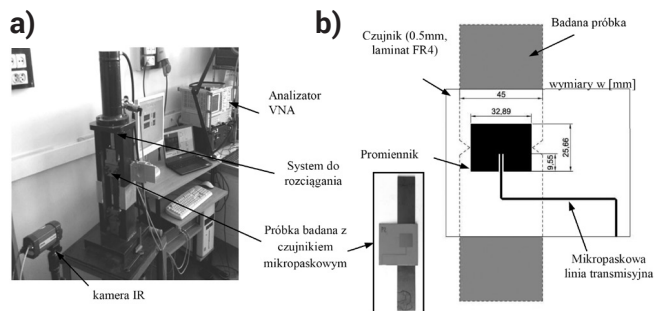 a)
Analizator
VNA
System do
rozciągania
Próbka badana z
czujnikiem
mikropaskowym
kamera IR
b)
Czujnik (0.5mm,
laminat FR4)
Badana próbka
wymiary w [mm]
45
32,89
25,66
9,55
Promiennik
Mikropaskowa
linia transmisyjna